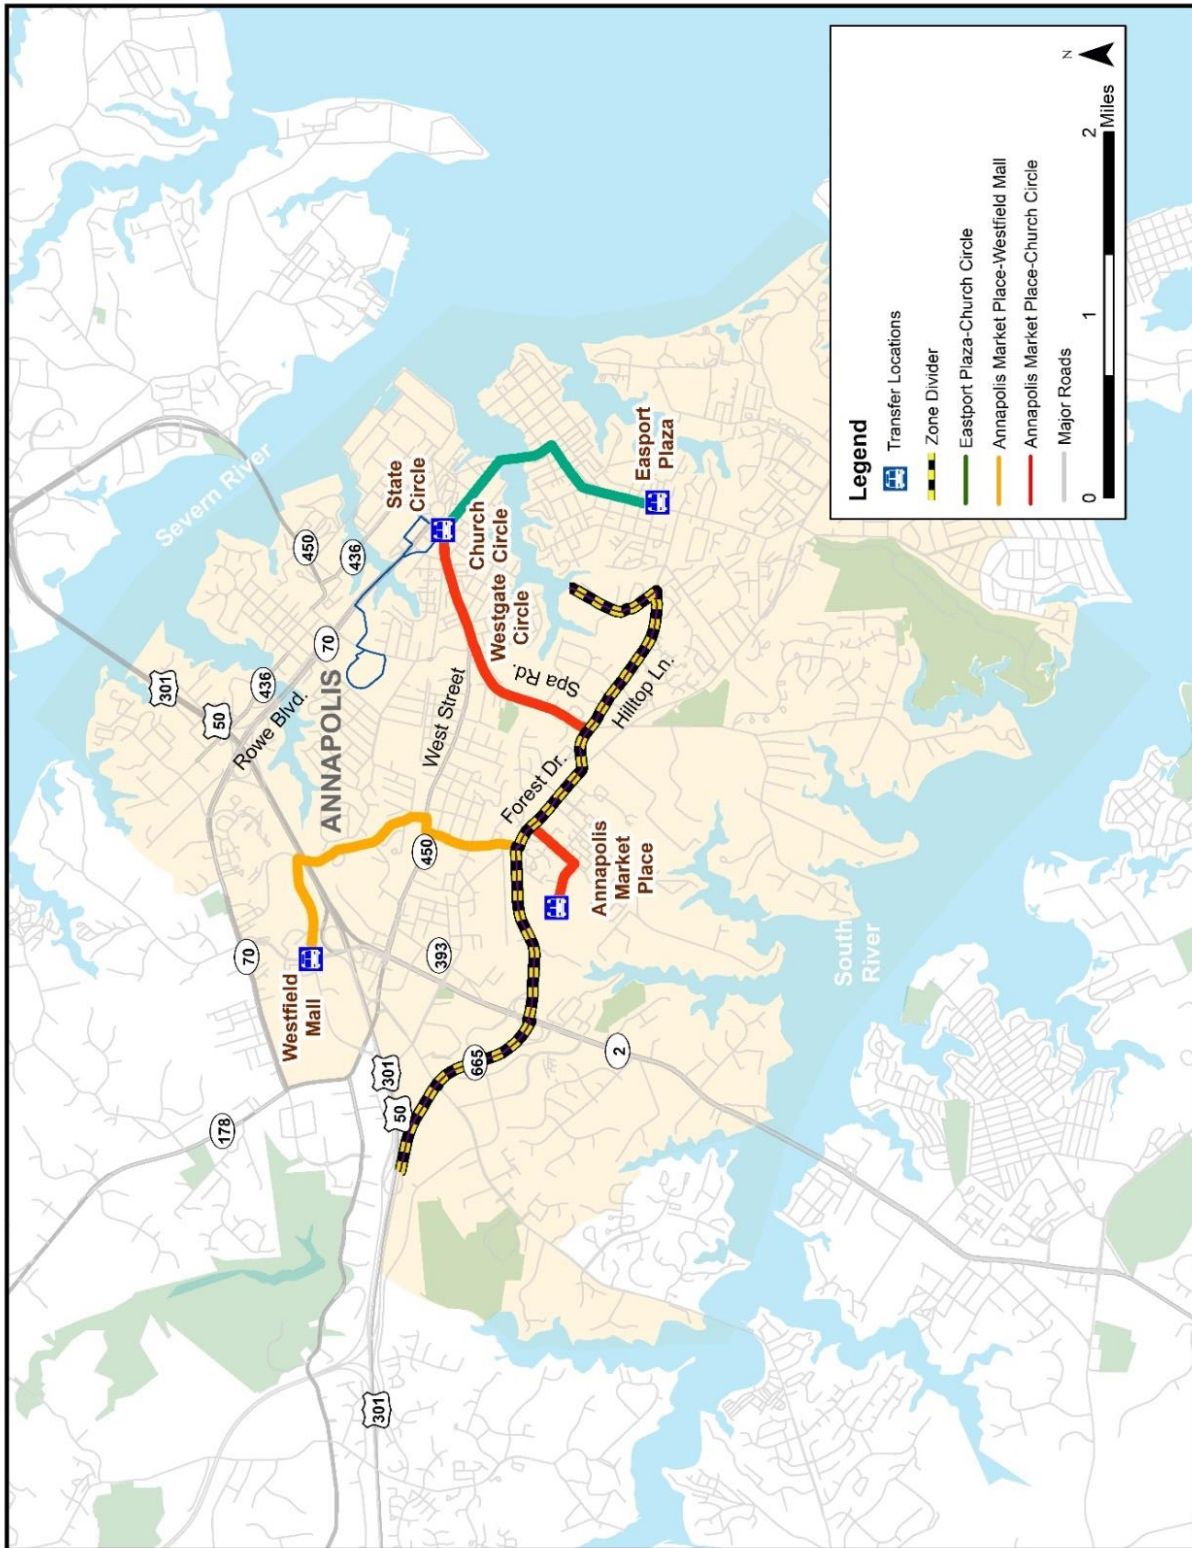 Severn River
450
436
301
50
436
70
Rowe Blvd.
ANNAPOLIS
State
Circle
Church
Circle
Westgate
Circle
Easport
Plaza
West Street
Spa Rd.
Hilltop Ln.
Forest Dr.
450
Westfield
Mall
70
393
Annapolis
Market
Place
178
301
50
665
2
South
River
301
Legend
Transfer Locations
Zone Divider
Eastport Plaza-Church Circle
Annapolis Market Place-Westfield Mall
Annapolis Market Place-Church Circle
Major Roads
N
0
1
2
Miles